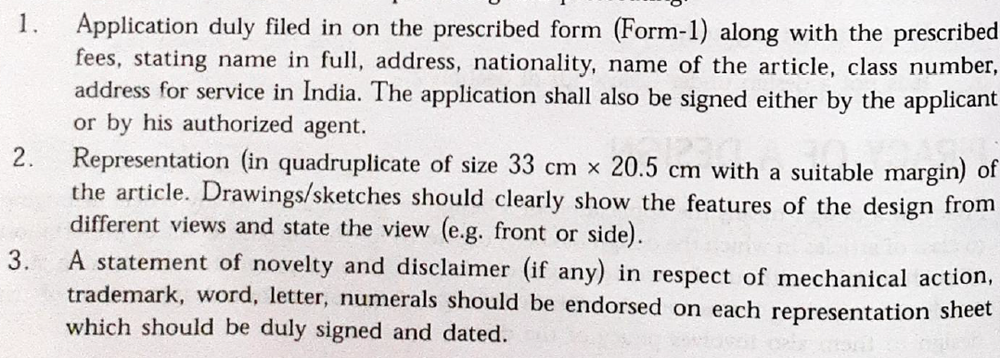 1. Application duly filed in on the prescribed form (Form-1) along with the prescribed
fees, stating name in full, address, nationality, name of the article, class number,
address for service in India. The application shall also be signed either by the applicant
or by his authorized agent.
2. Representation (in quadruplicate of size 33 cm × 20.5 cm with a suitable margin) of
the article. Drawings/sketches should clearly show the features of the design from
different views and state the view (e.g. front or side).
3. A statement of novelty and disclaimer (if any) in respect of mechanical action,
trademark, word, letter, numerals should be endorsed on each representation sheet
which should be duly signed and dated.